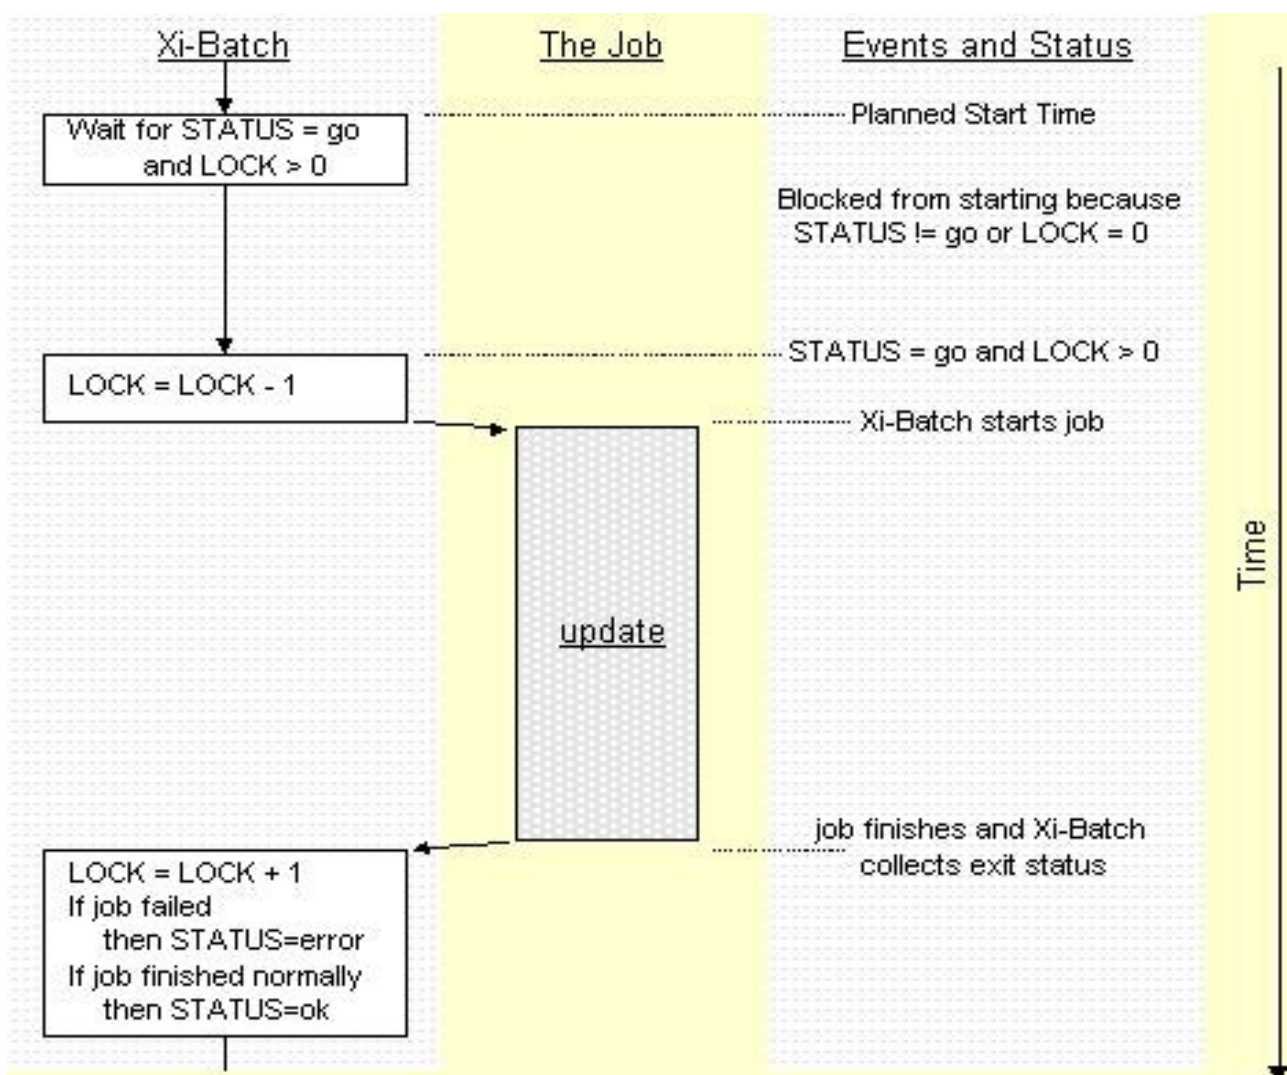 Xi-Batch
The Job
Events and Status
Wait for STATUS = go
and LOCK > 0
Planned Start Time
Blocked from starting because
STATUS != go or LOCK = 0
STATUS = go and LOCK > 0
LOCK = LOCK - 1
Xi-Batch starts job
Time
update
job finishes and Xi-Batch
collects exit status
LOCK = LOCK + 1
If job failed
then STATUS=error
If job finished normally
then STATUS=ok